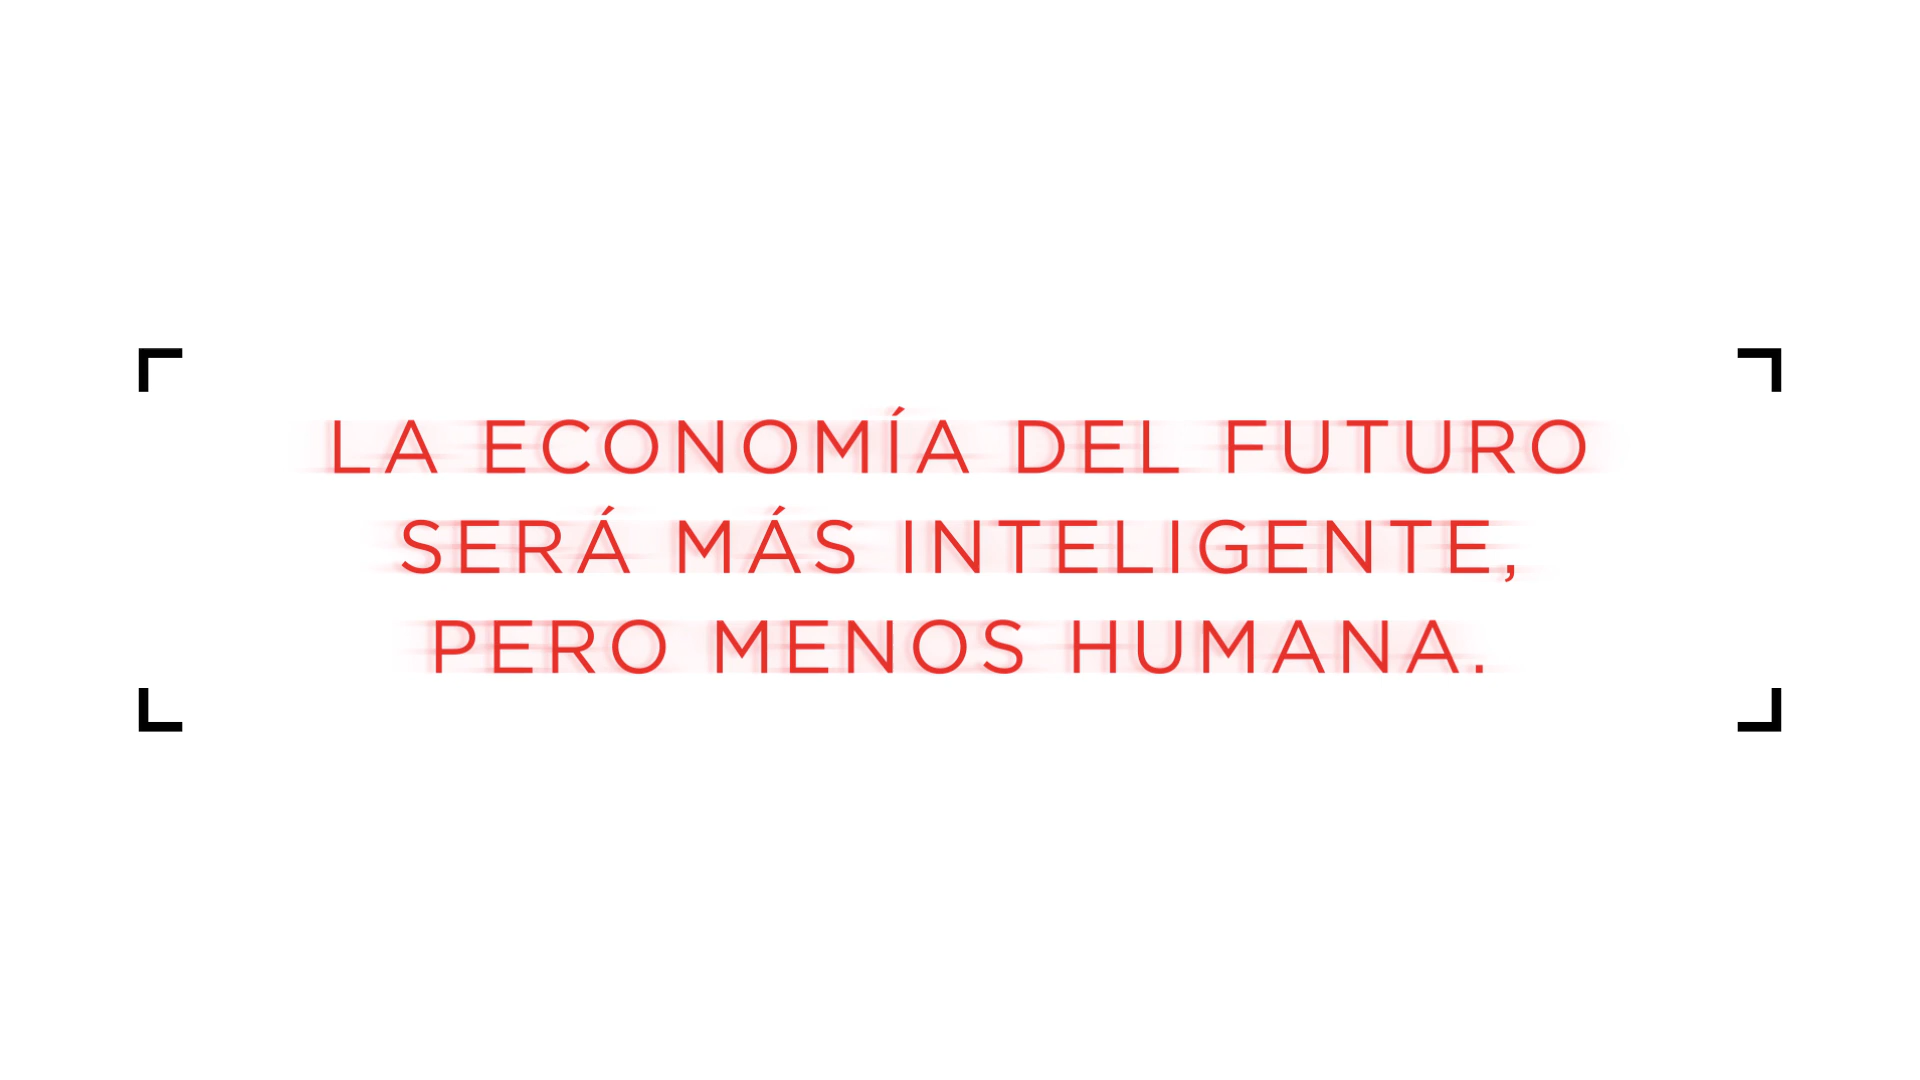 LA ECONOMÍA DEL FUTURO
SERÁ MÁS INTELIGENTE,
PERO MENOS HUMANA.